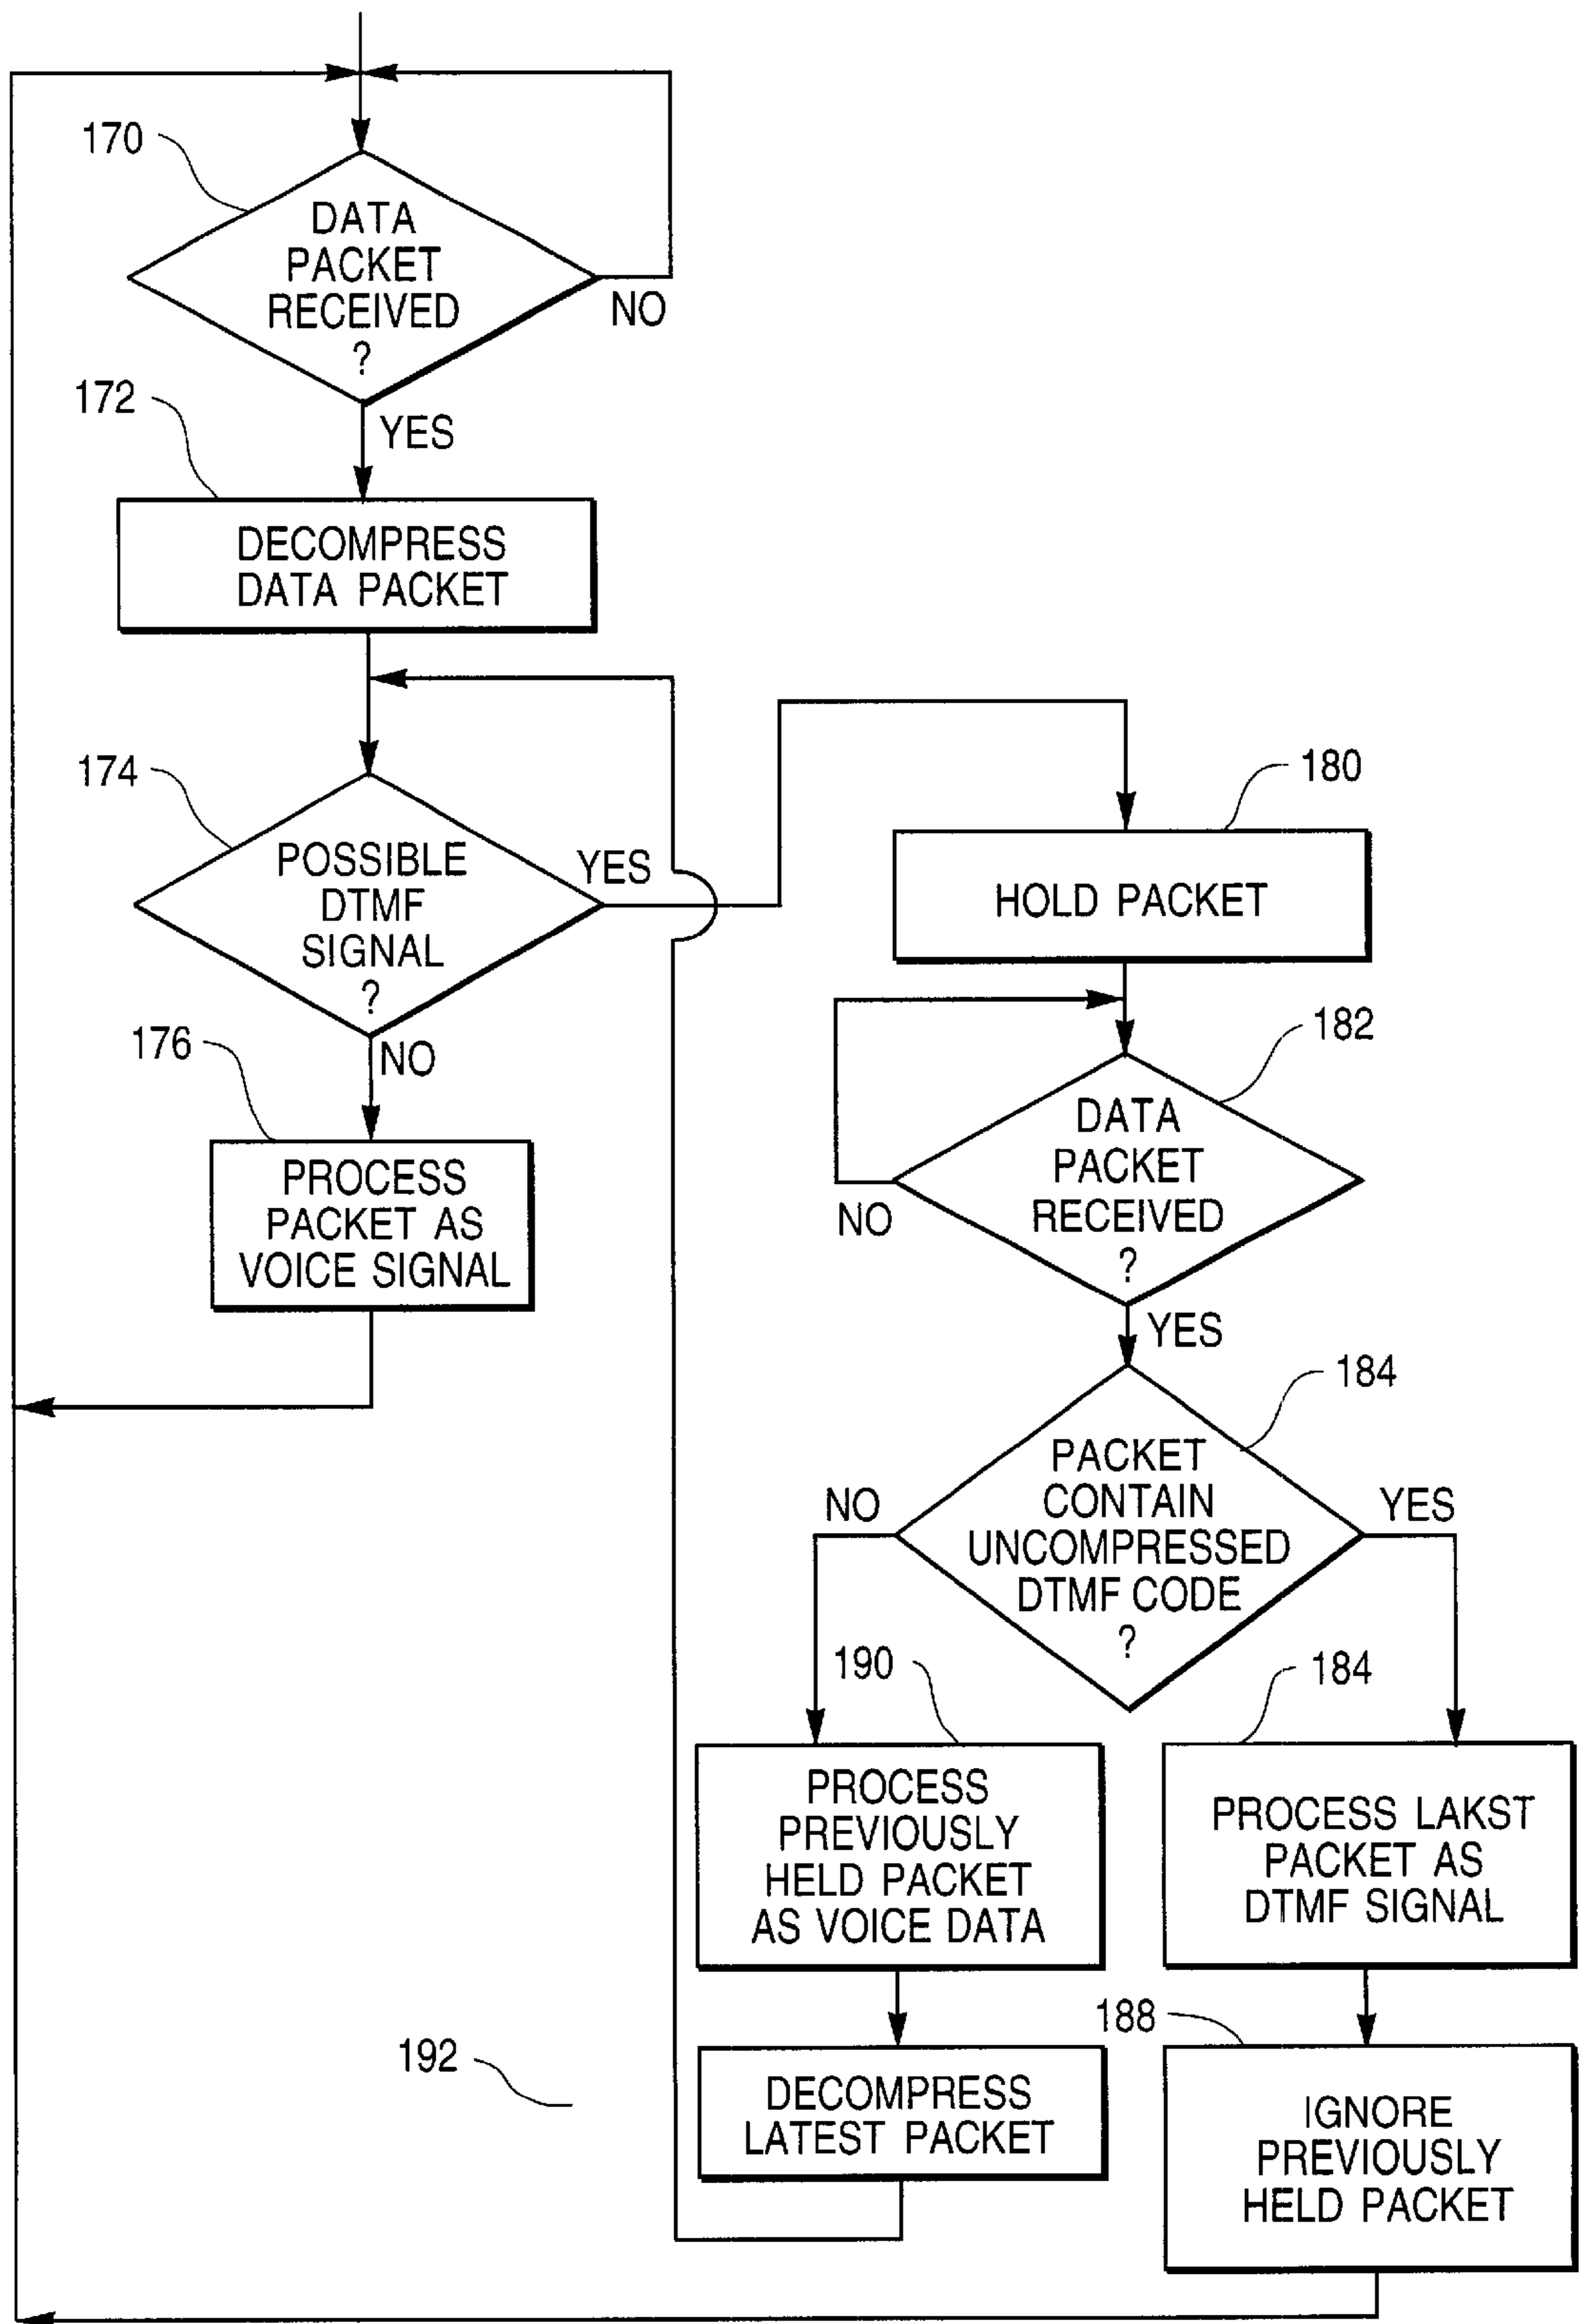 170
DATA
PACKET
RECEIVED
?
NO
YES
172
DECOMPRESS
DATA PACKET
174
POSSIBLE
DTMF
SIGNAL
?
YES
NO
176
PROCESS
PACKET AS
VOICE SIGNAL
180
HOLD PACKET
182
DATA
PACKET
RECEIVED
?
NO
YES
184
PACKET
CONTAIN
UNCOMPRESSED
DTMF CODE
?
NO
YES
190
PROCESS
PREVIOUSLY
HELD PACKET
AS VOICE DATA
184
PROCESS LAKST
PACKET AS
DTMF SIGNAL
192
DECOMPRESS
LATEST PACKET
188
IGNORE
PREVIOUSLY
HELD PACKET